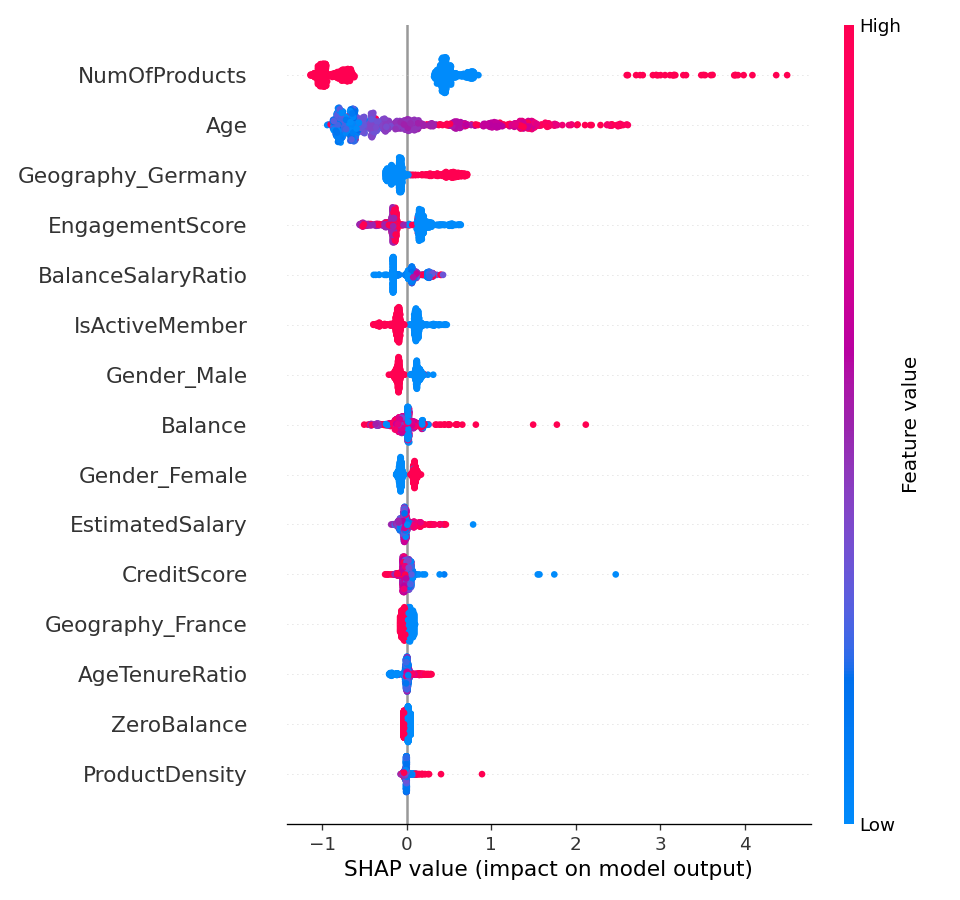 High
NumOfProducts
Age
Geography_Germany
EngagementScore
BalanceSalaryRatio
IsActiveMember
Gender_Male
Balance
Gender_Female
EstimatedSalary
CreditScore
Geography_France
AgeTenureRatio
ZeroBalance
ProductDensity
Feature value
Low
−1 0 1 2 3 4
SHAP value (impact on model output)